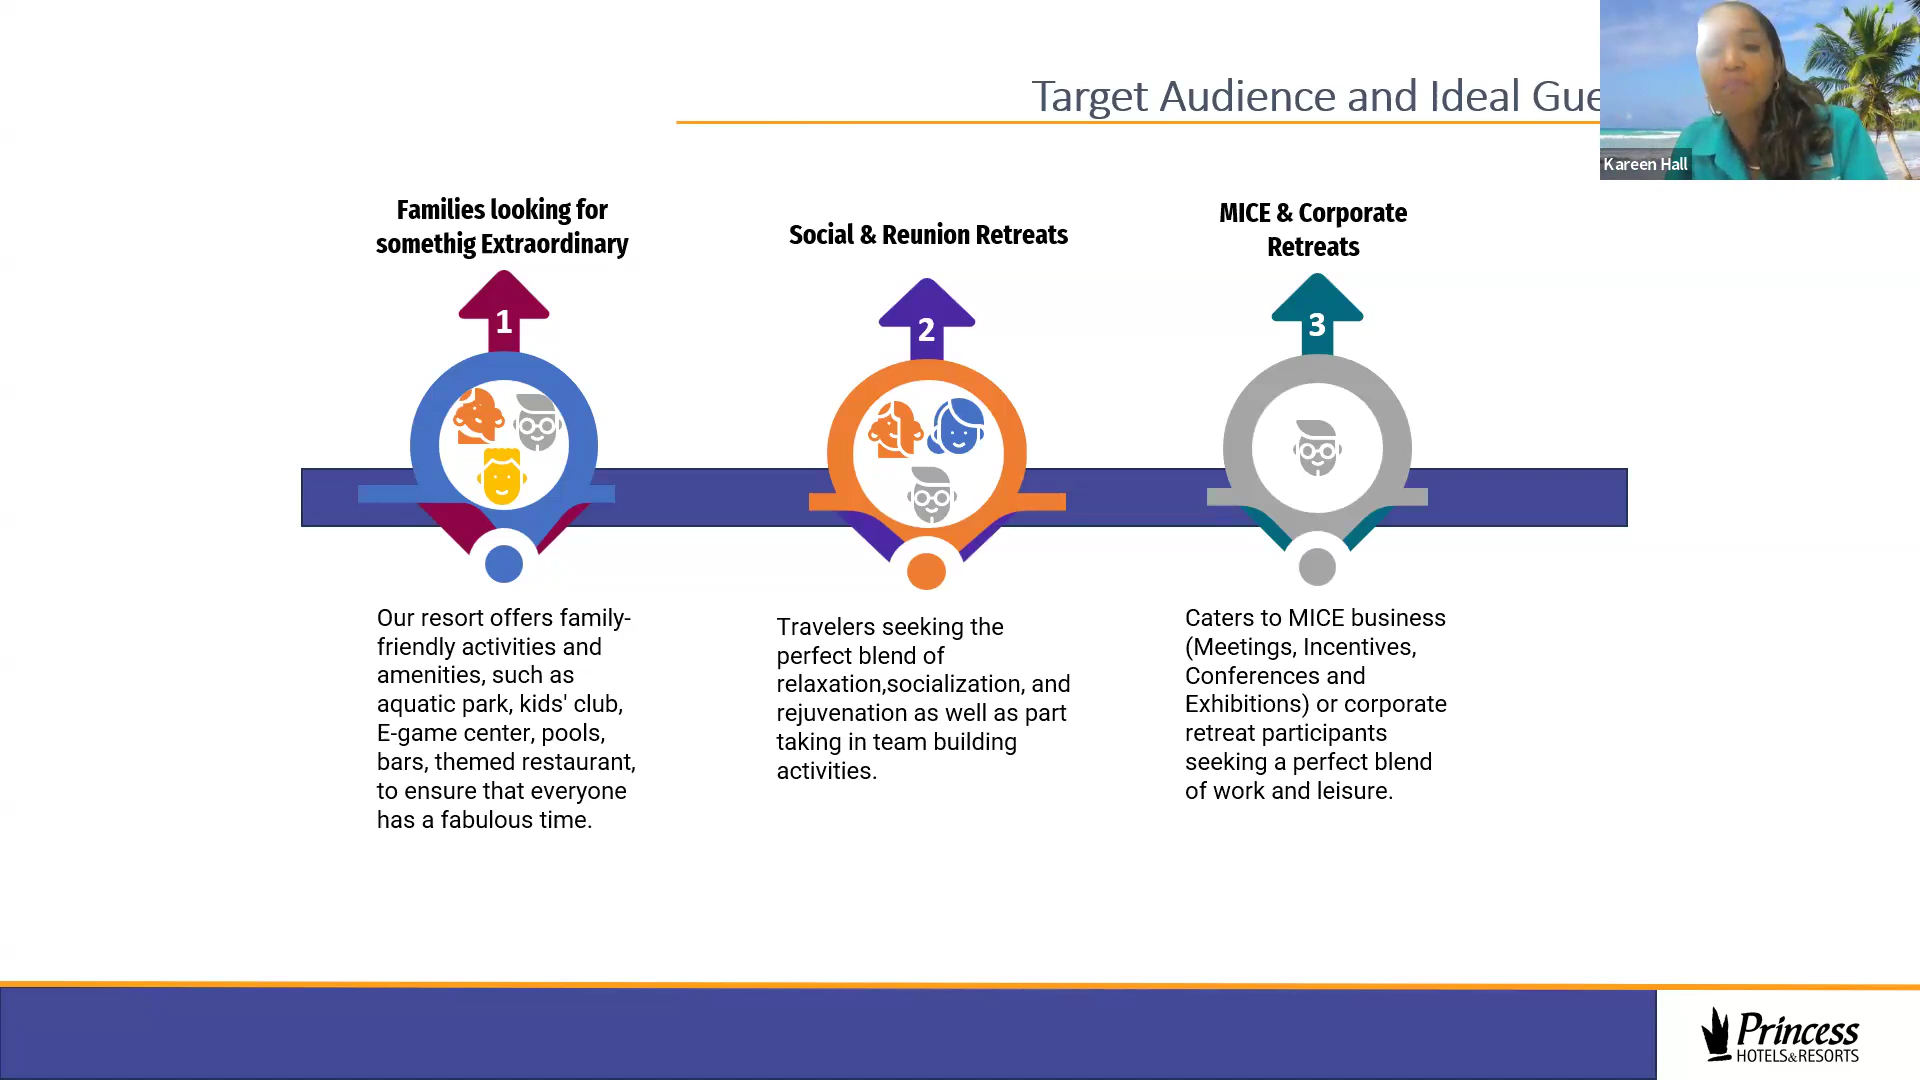 Target Audience and Ideal Gue
Kareen Hall
Families looking for
somethig Extraordinary
1
Our resort offers family-
friendly activities and
amenities, such as
aquatic park, kids' club,
E-game center, pools,
bars, themed restaurant,
to ensure that everyone
has a fabulous time.
Social & Reunion Retreats
2
Travelers seeking the
perfect blend of
relaxation,socialization, and
rejuvenation as well as part
taking in team building
activities.
MICE & Corporate
Retreats
3
Caters to MICE business
(Meetings, Incentives,
Conferences and
Exhibitions) or corporate
retreat participants
seeking a perfect blend
of work and leisure.
Princess
HOTELS&RESORTS